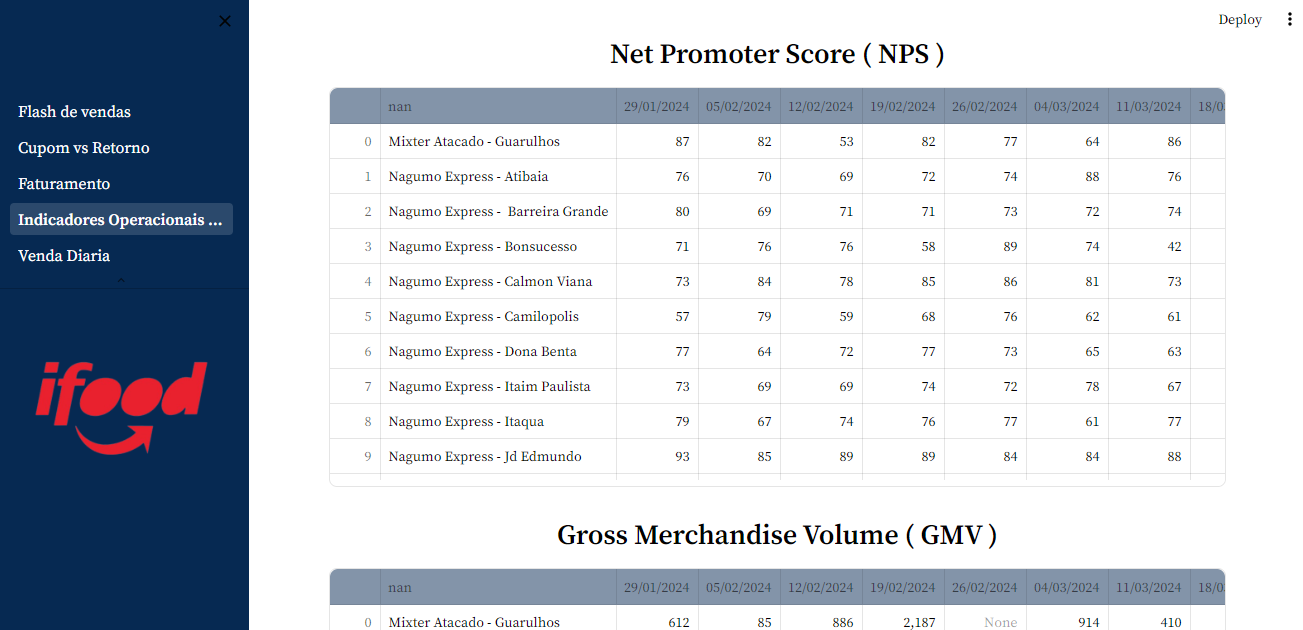 Deploy
Flash de vendas
Cupom vs Retorno
Faturamento
Indicadores Operacionais ...
Venda Diaria
ifood
Net Promoter Score ( NPS )
nan 29/01/2024 05/02/2024 12/02/2024 19/02/2024 26/02/2024 04/03/2024 11/03/2024 18/0
0 Mixter Atacado - Guarulhos 87 82 53 82 77 64 86
1 Nagumo Express - Atibaia 76 70 69 72 74 88 76
2 Nagumo Express -  Barreira Grande 80 69 71 71 73 72 74
3 Nagumo Express - Bonsucesso 71 76 76 58 89 74 42
4 Nagumo Express - Calmon Viana 73 84 78 85 86 81 73
5 Nagumo Express - Camilopolis 57 79 59 68 76 62 61
6 Nagumo Express - Dona Benta 77 64 72 77 73 65 63
7 Nagumo Express - Itaim Paulista 73 69 69 74 72 78 67
8 Nagumo Express - Itaqua 79 67 74 76 77 61 77
9 Nagumo Express - Jd Edmundo 93 85 89 89 84 84 88
Gross Merchandise Volume ( GMV )
nan 29/01/2024 05/02/2024 12/02/2024 19/02/2024 26/02/2024 04/03/2024 11/03/2024 18/0
0 Mixter Atacado - Guarulhos 612 85 886 2,187 None 914 410